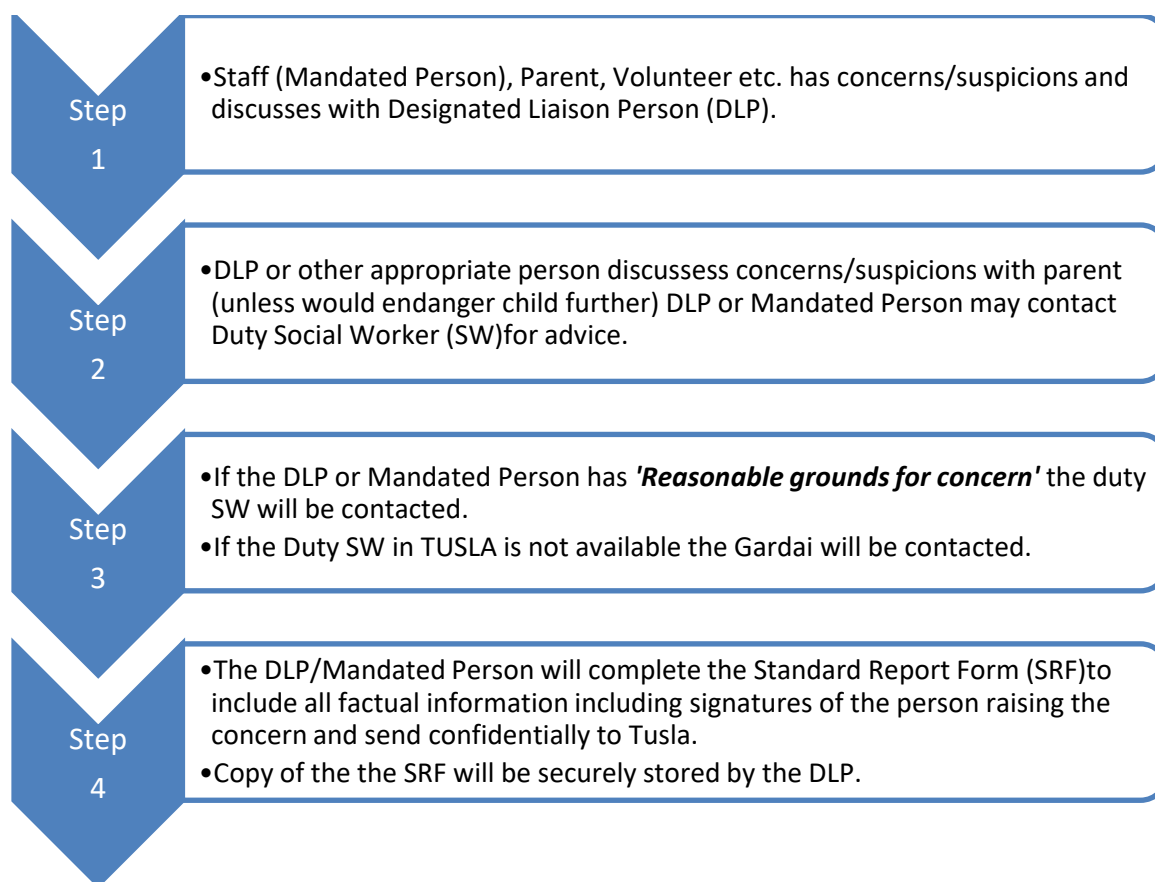 Step
1
•Staff (Mandated Person), Parent, Volunteer etc. has concerns/suspicions and
discusses with Designated Liaison Person (DLP).
Step
2
•DLP or other appropriate person discussess concerns/suspicions with parent
(unless would endanger child further) DLP or Mandated Person may contact
Duty Social Worker (SW)for advice.
Step
3
•If the DLP or Mandated Person has 'Reasonable grounds for concern' the duty
SW will be contacted.
•If the Duty SW in TUSLA is not available the Gardai will be contacted.
Step
4
•The DLP/Mandated Person will complete the Standard Report Form (SRF)to
include all factual information including signatures of the person raising the
concern and send confidentially to Tusla.
•Copy of the the SRF will be securely stored by the DLP.